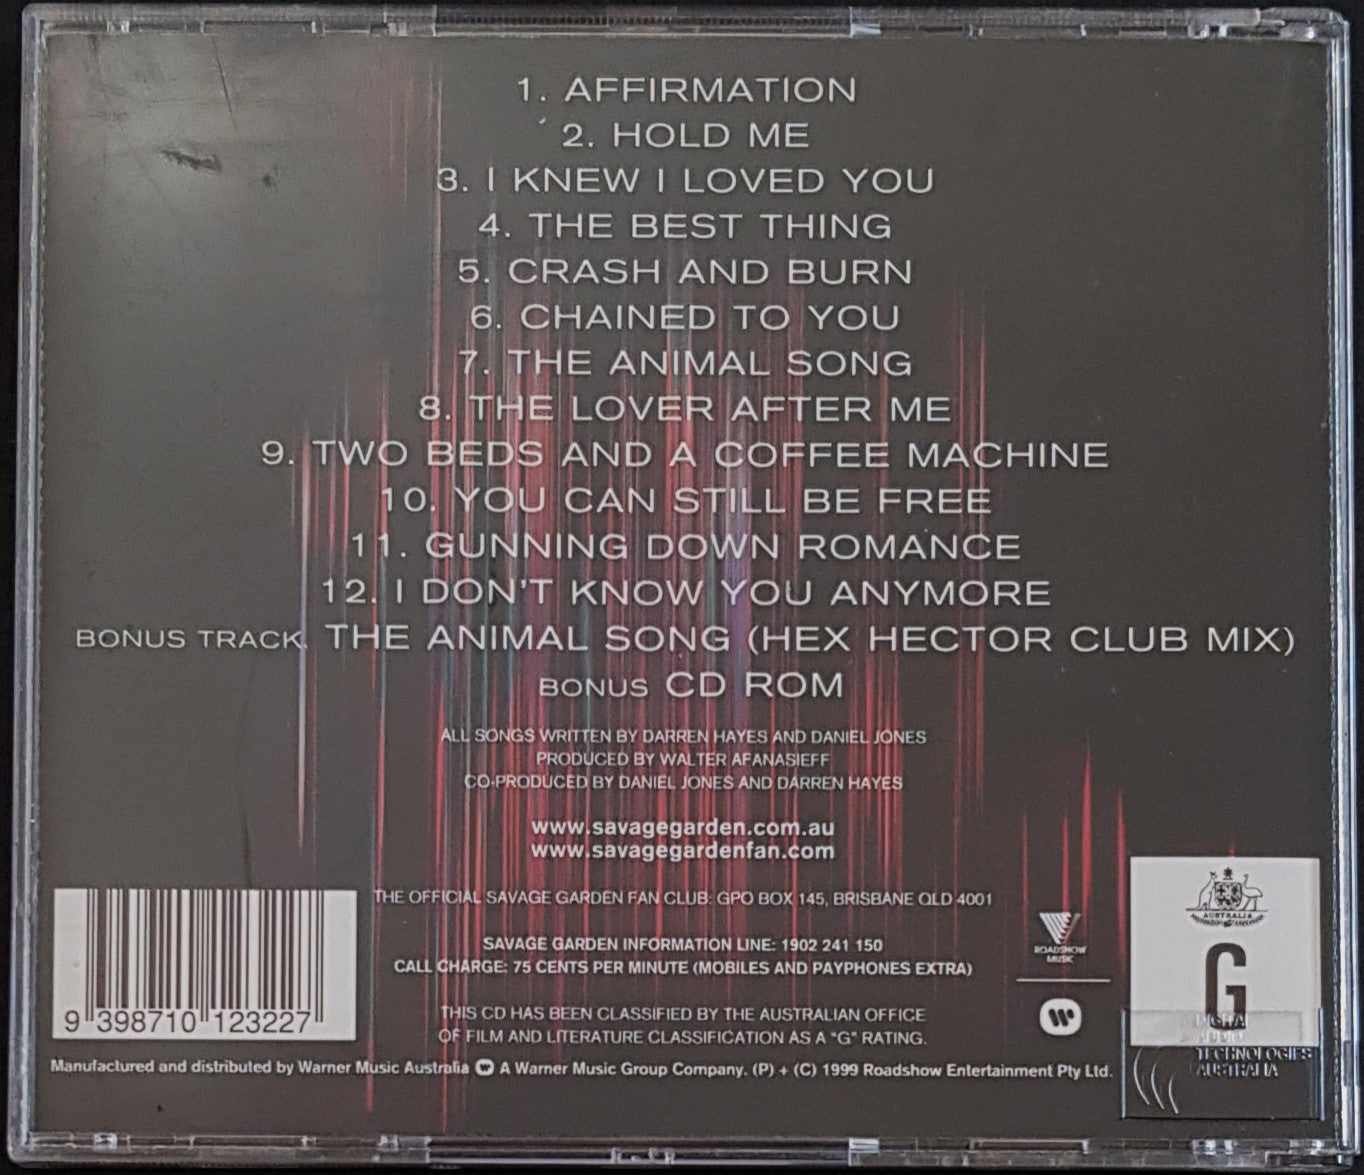 1. AFFIRMATION
2. HOLD ME
3. I KNEW I LOVED YOU
4. THE BEST THING
5. CRASH AND BURN
6. CHAINED TO YOU
7. THE ANIMAL SONG
8. THE LOVER AFTER ME
9. TWO BEDS AND A COFFEE MACHINE
10. YOU CAN STILL BE FREE
11. GUNNING DOWN ROMANCE
12. I DON'T KNOW YOU ANYMORE
BONUS TRACK. THE ANIMAL SONG (HEX HECTOR CLUB MIX)
BONUS CD ROM
ALL SONGS WRITTEN BY DARREN HAYES AND DANIEL JONES
PRODUCED BY WALTER AFANASIEFF
CO-PRODUCED BY DANIEL JONES AND DARREN HAYES
www.savagegarden.com.au
www.savagegardenfan.com
THE OFFICIAL SAVAGE GARDEN FAN CLUB: GPO BOX 145, BRISBANE QLD 4001
SAVAGE GARDEN INFORMATION LINE: 1902 241 150
CALL CHARGE: 75 CENTS PER MINUTE (MOBILES AND PAYPHONES EXTRA)
THIS CD HAS BEEN CLASSIFIED BY THE AUSTRALIAN OFFICE
OF FILM AND LITERATURE CLASSIFICATION AS A "G" RATING.
9 398710 123227
ROADSHOW
MUSIC
AUSTRALIA
G
TECHNOLOGIES
AUSTRALIA
Manufactured and distributed by Warner Music Australia A Warner Music Group Company. (P) + (C) 1999 Roadshow Entertainment Pty Ltd.